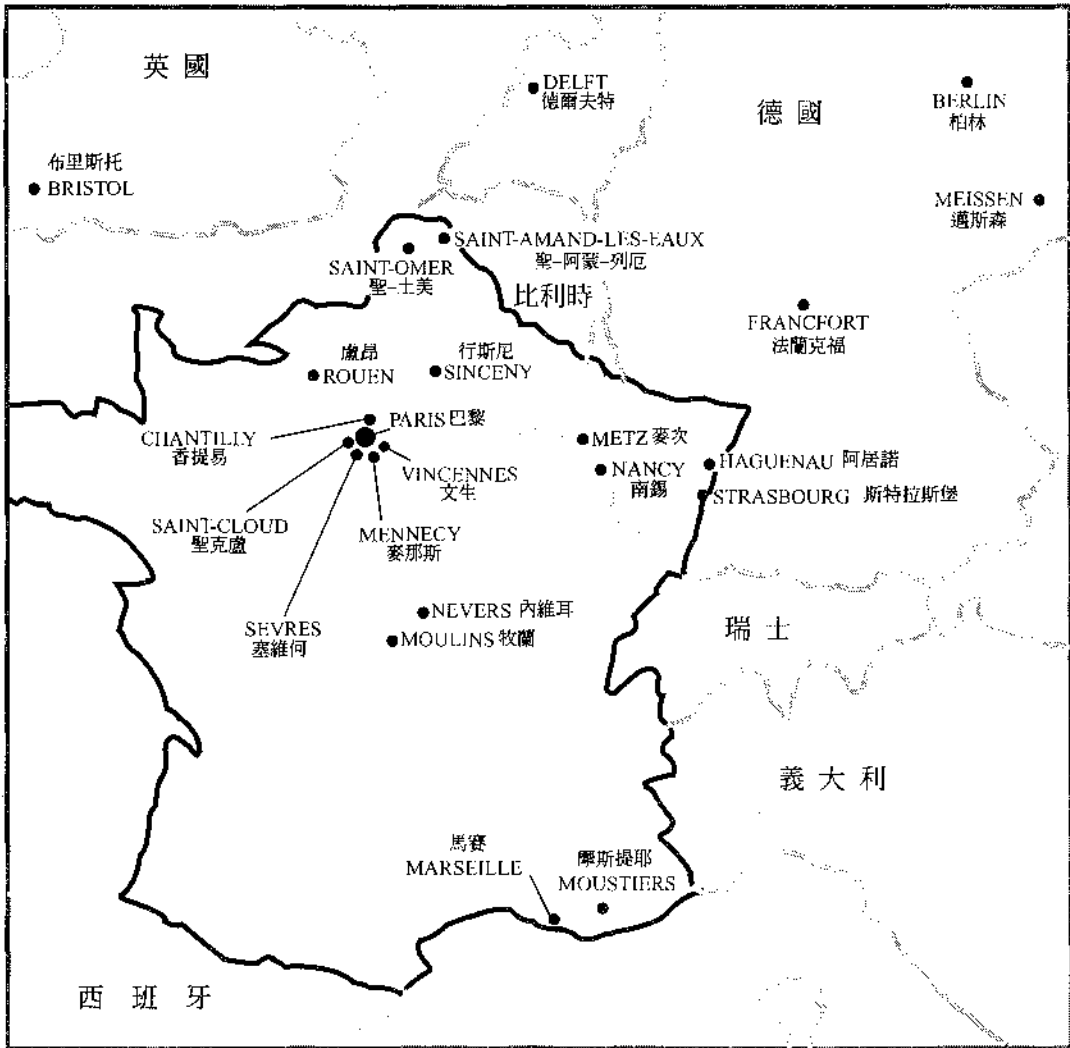 英國
DELFT
德爾夫特
德國
BERLIN
柏林
布里斯托
BRISTOL
MEISSEN
邁斯森
SAINT-AMAND-LES-EAUX
聖-阿蒙-列厄
SAINT-OMER
聖-士美
比利時
FRANCFORT
法蘭克福
盧昂
ROUEN
行斯尼
SINCENY
PARIS 巴黎
CHANTILLY
香提易
METZ 麥次
HAGUENAU 阿居諾
VINCENNES
文生
NANCY
南錫
STRASBOURG 斯特拉斯堡
SAINT-CLOUD
聖克盧
MENNECY
麥那斯
NEVERS 內維耳
SEVRES
塞維何
MOULINS 牧蘭
瑞士
義大利
馬賽
MARSEILLE
摩斯提耶
MOUSTIERS
西班牙